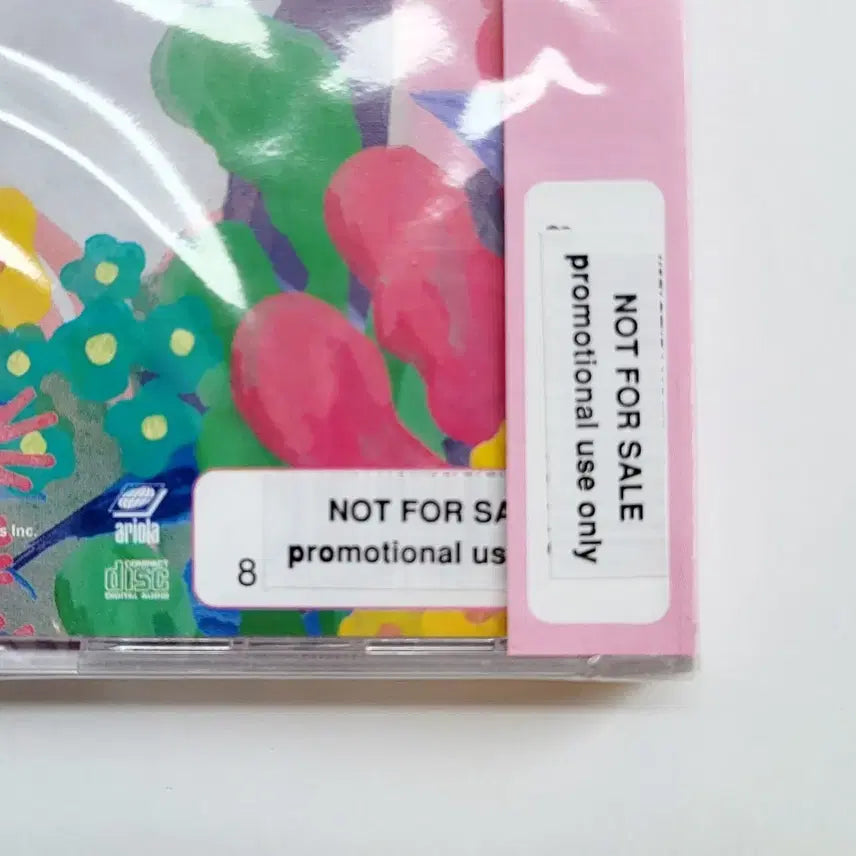 s Inc.
ariola
COMPACT
disc
DIGITAL AUDIO
8
NOT FOR SA
promotional us
NOT FOR SALE
promotional use only